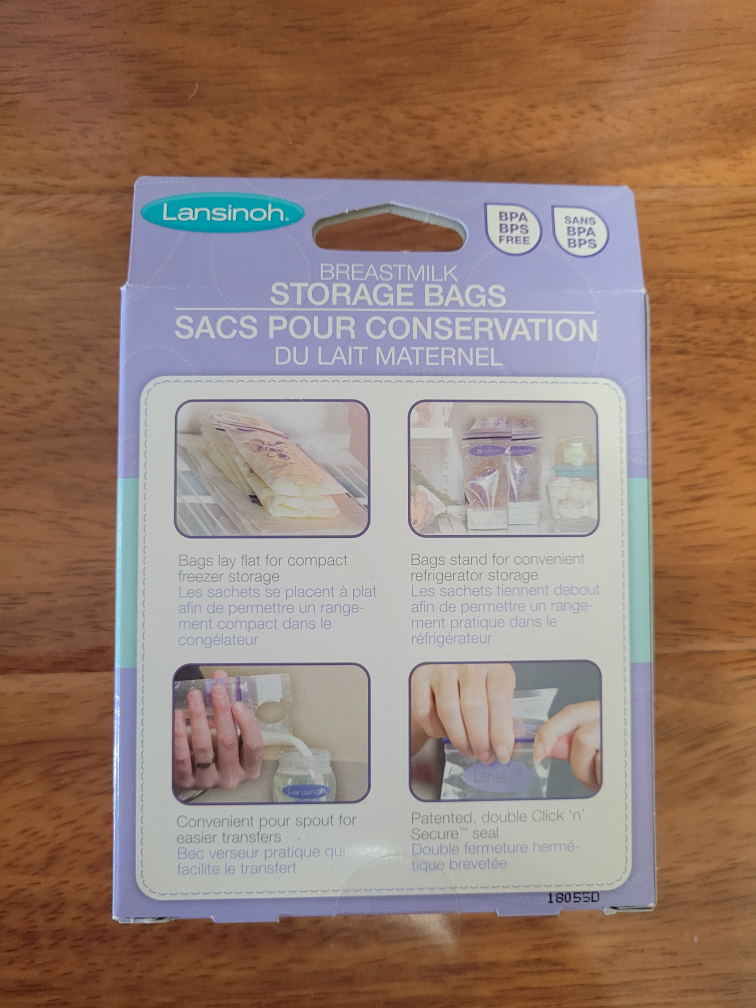 Lansinoh®
BPA
BPS
FREE
SANS
BPA
BPS
BREASTMILK
STORAGE BAGS
SACS POUR CONSERVATION
DU LAIT MATERNEL
Bags lay flat for compact
freezer storage
Les sachets se placent à plat
afin de permettre un range-
ment compact dans le
congélateur
Bags stand for convenient
refrigerator storage
Les sachets tiennent debout
afin de permettre un range-
ment pratique dans le
réfrigérateur
Lansinoh
Convenient pour spout for
easier transfers
Bec verseur pratique qui
facilite le transfert
Lansinoh
Patented, double Click 'n'
Secure™ seal
Double fermeture hermé-
tique brevetée
18055D